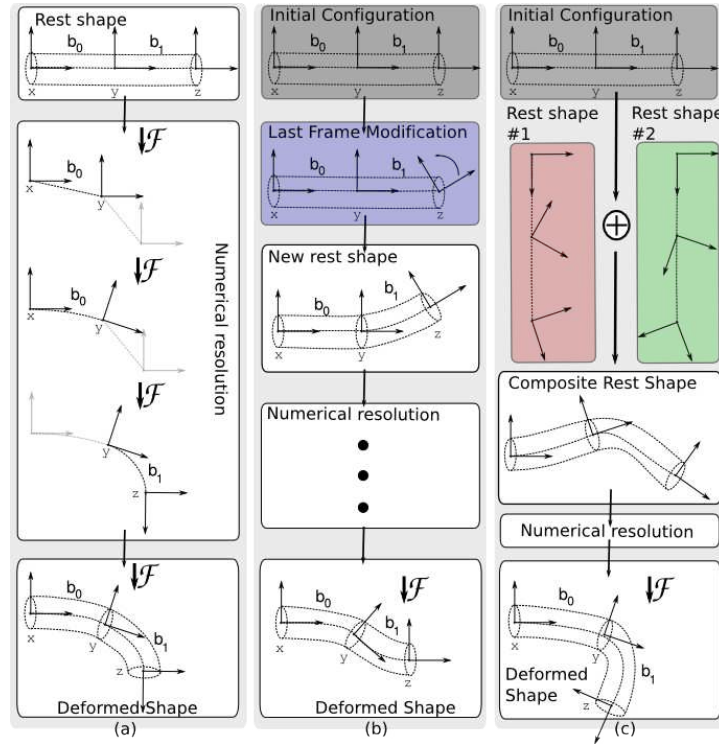 Rest shape
b0
b1
x
y
z
ℱ
x
y
ℱ
b0
x
y
ℱ
y
b1
z
Numerical resolution
ℱ
b0
x
y
b1
z
Deformed Shape
(a)
Initial Configuration
b0
b1
x
y
z
Last Frame Modification
b0
b1
x
y
z
New rest shape
b0
b1
x
y
z
Numerical resolution
ℱ
b0
b1
x
y
z
Deformed Shape
(b)
Initial Configuration
b0
b1
x
y
z
Rest shape
#1
Rest shape
#2
Composite Rest Shape
Numerical resolution
ℱ
b0
x
y
b1
Deformed
Shape
z
(c)